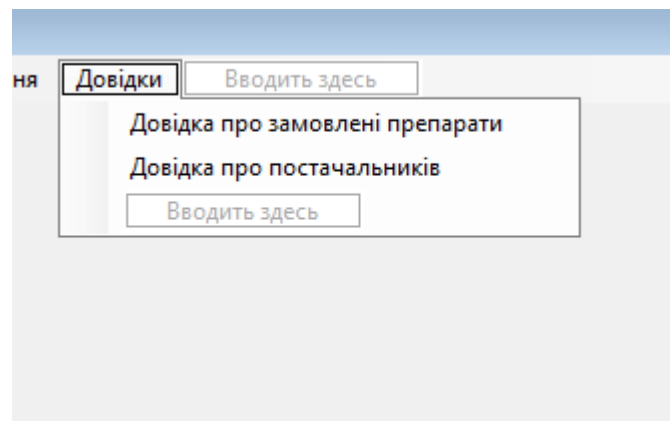 ня Довідки Вводить здесь
Довідка про замовлені препарати
Довідка про постачальників
Вводить здесь